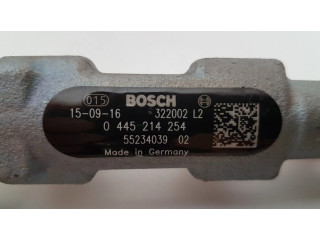 015 BOSCH
15-09-16 322002 L2
0 445 214 254
55234039 02
Made in Germany